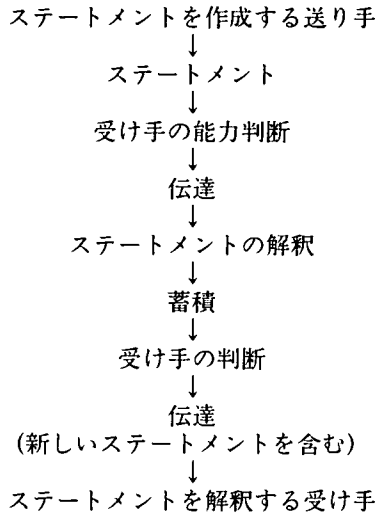 ステートメントを作成する送り手
↓
ステートメント
↓
受け手の能力判断
↓
伝達
↓
ステートメントの解釈
↓
蓄積
↓
受け手の判断
↓
伝達
(新しいステートメントを含む)
↓
ステートメントを解釈する受け手